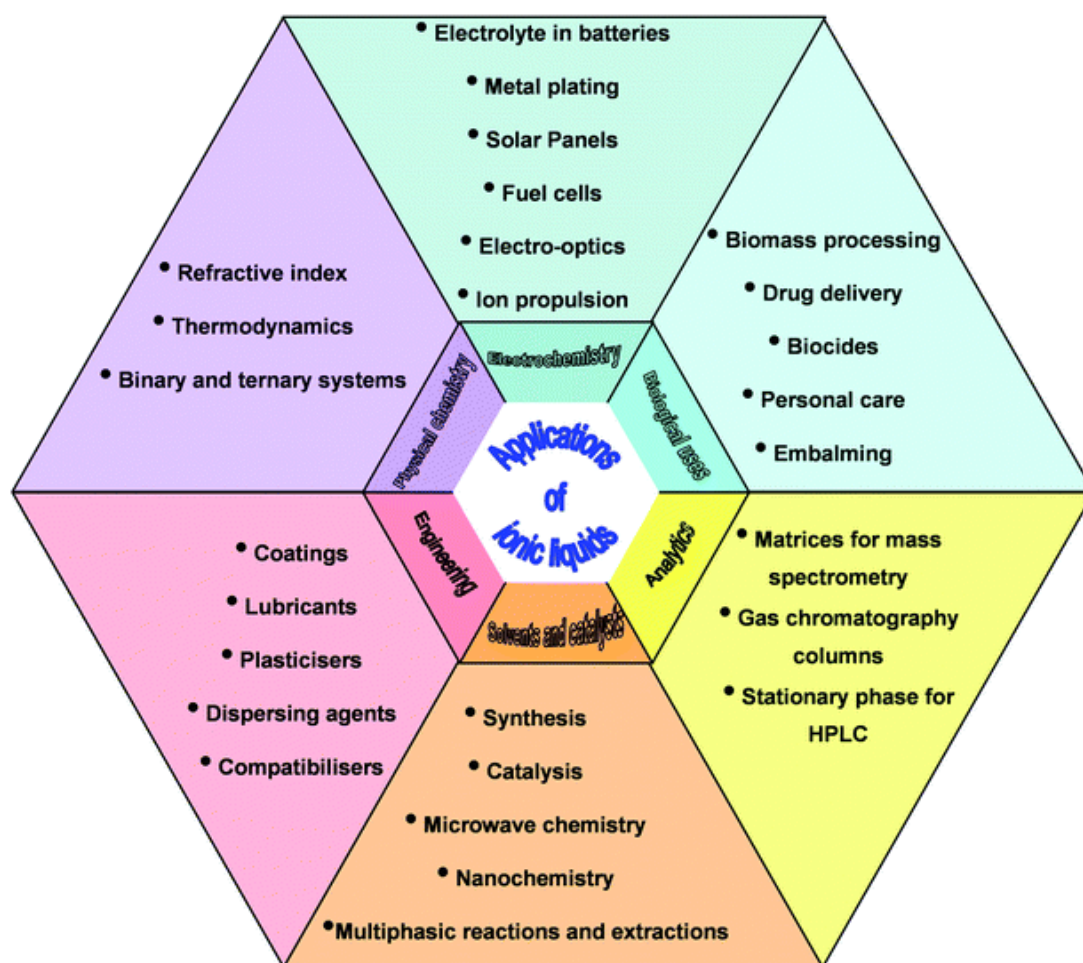 • Electrolyte in batteries
• Metal plating
• Solar Panels
• Fuel cells
• Electro-optics
• Ion propulsion
Electrochemistry
• Biomass processing
• Drug delivery
• Biocides
• Personal care
• Embalming
Biological uses
• Matrices for mass
spectrometry
• Gas chromatography
columns
• Stationary phase for
HPLC
Analytics
Solvents and catalysis
• Synthesis
• Catalysis
• Microwave chemistry
• Nanochemistry
• Multiphasic reactions and extractions
Engineering
• Coatings
• Lubricants
• Plasticisers
• Dispersing agents
• Compatibilisers
Physical chemistry
• Refractive index
• Thermodynamics
• Binary and ternary systems
Applications
of
ionic liquids